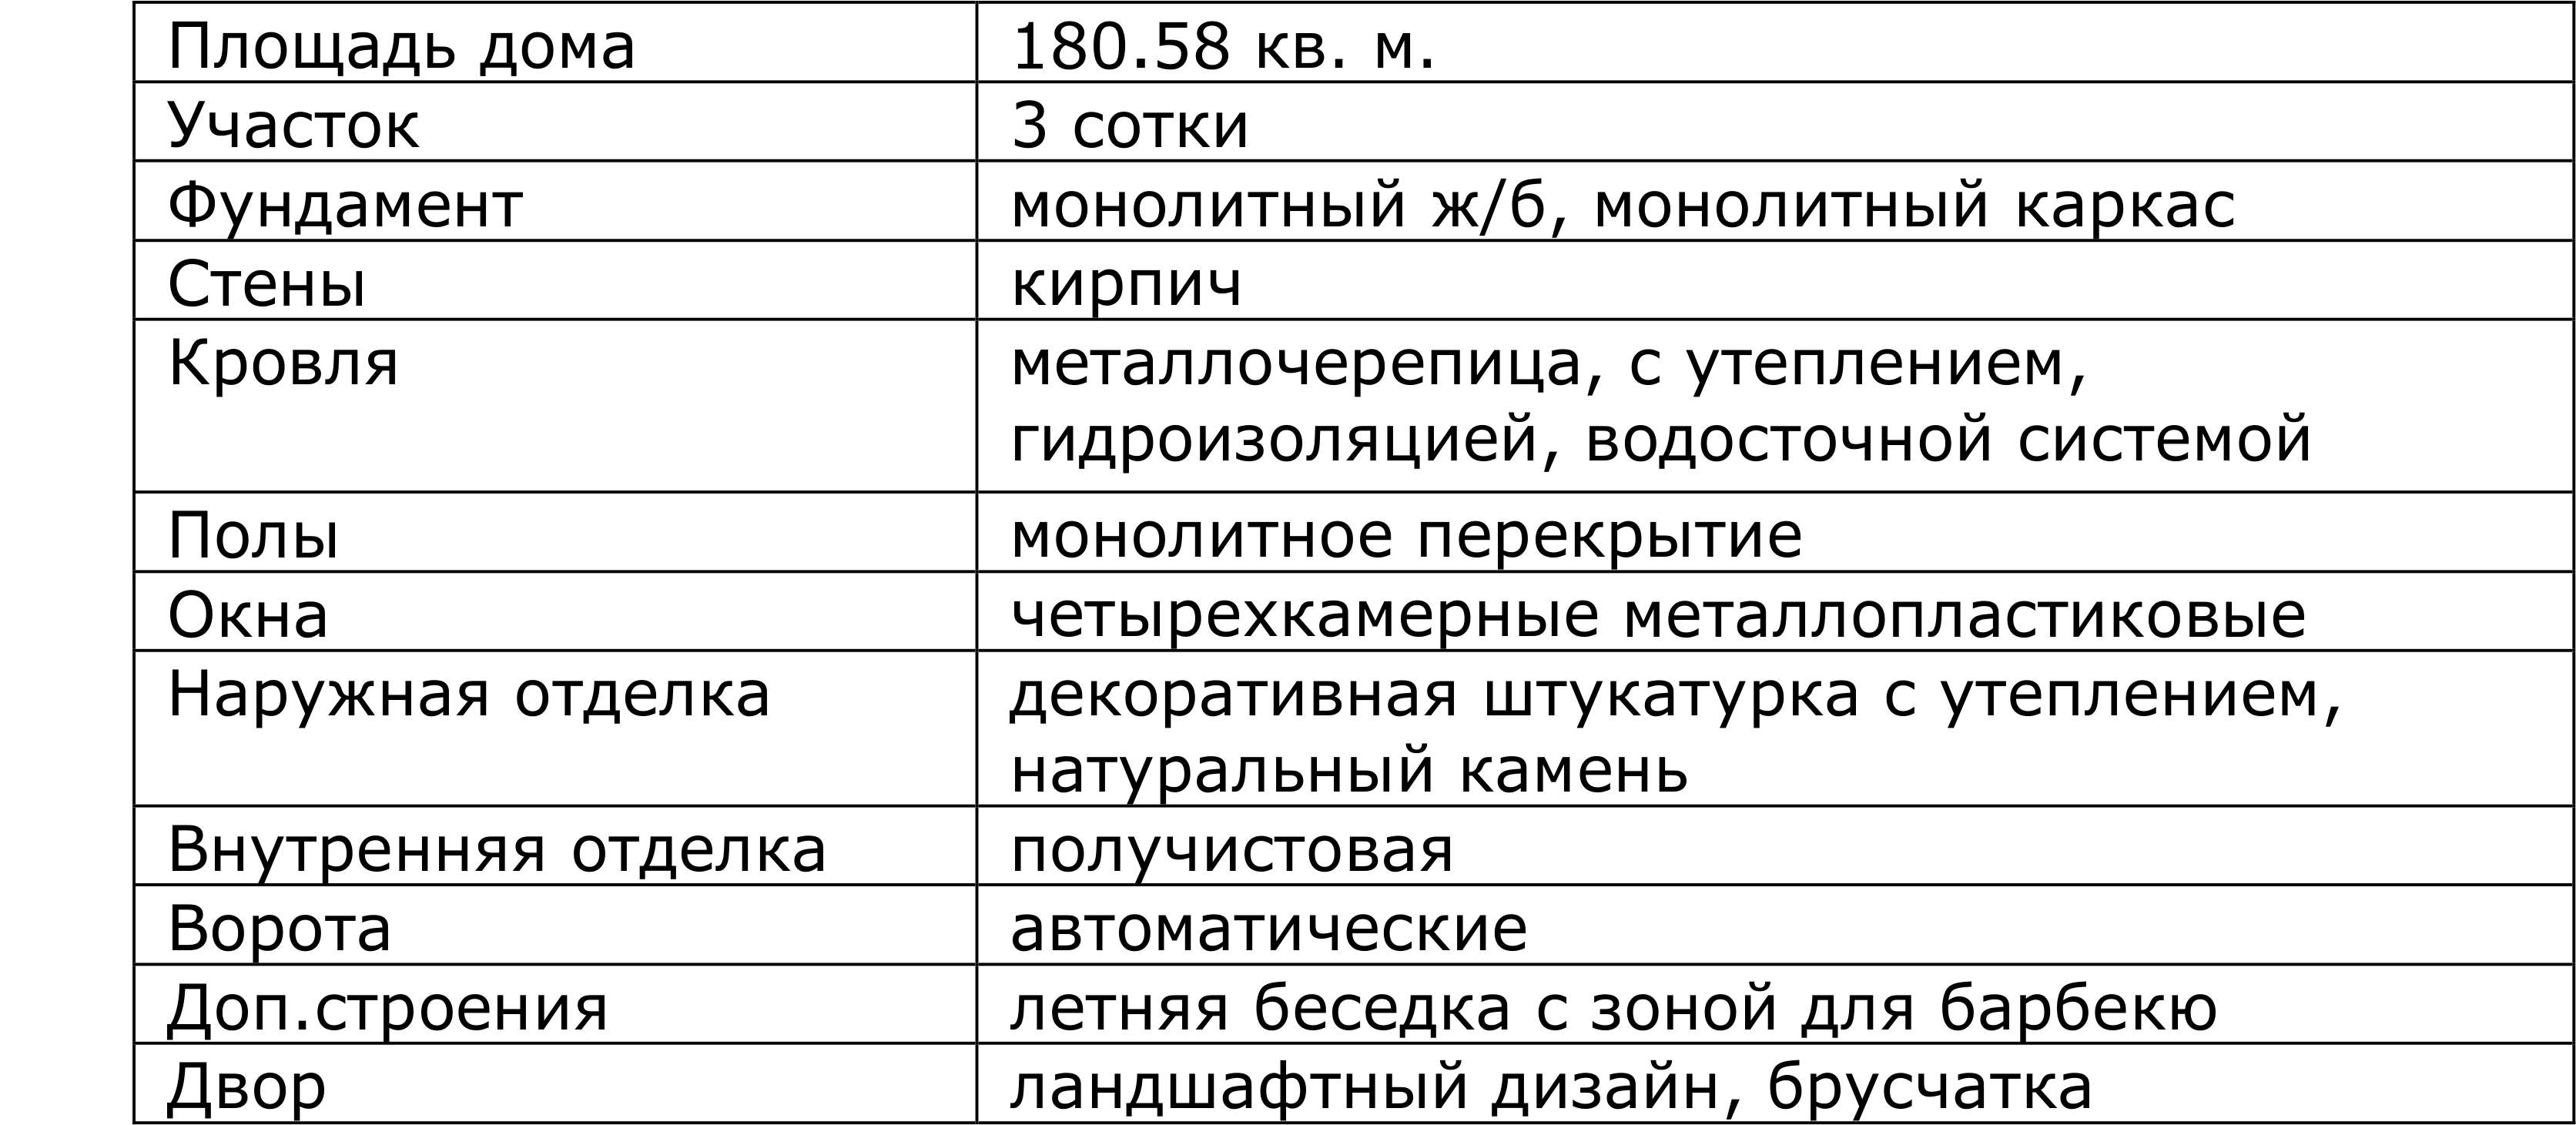 Площадь дома 180.58 кв. м.
Участок 3 сотки
Фундамент монолитный ж/б, монолитный каркас
Стены кирпич
Кровля металлочерепица, с утеплением,
гидроизоляцией, водосточной системой
Полы монолитное перекрытие
Окна четырехкамерные металлопластиковые
Наружная отделка декоративная штукатурка с утеплением,
натуральный камень
Внутренняя отделка получистовая
Ворота автоматические
Доп.строения летняя беседка с зоной для барбекю
Двор ландшафтный дизайн, брусчатка